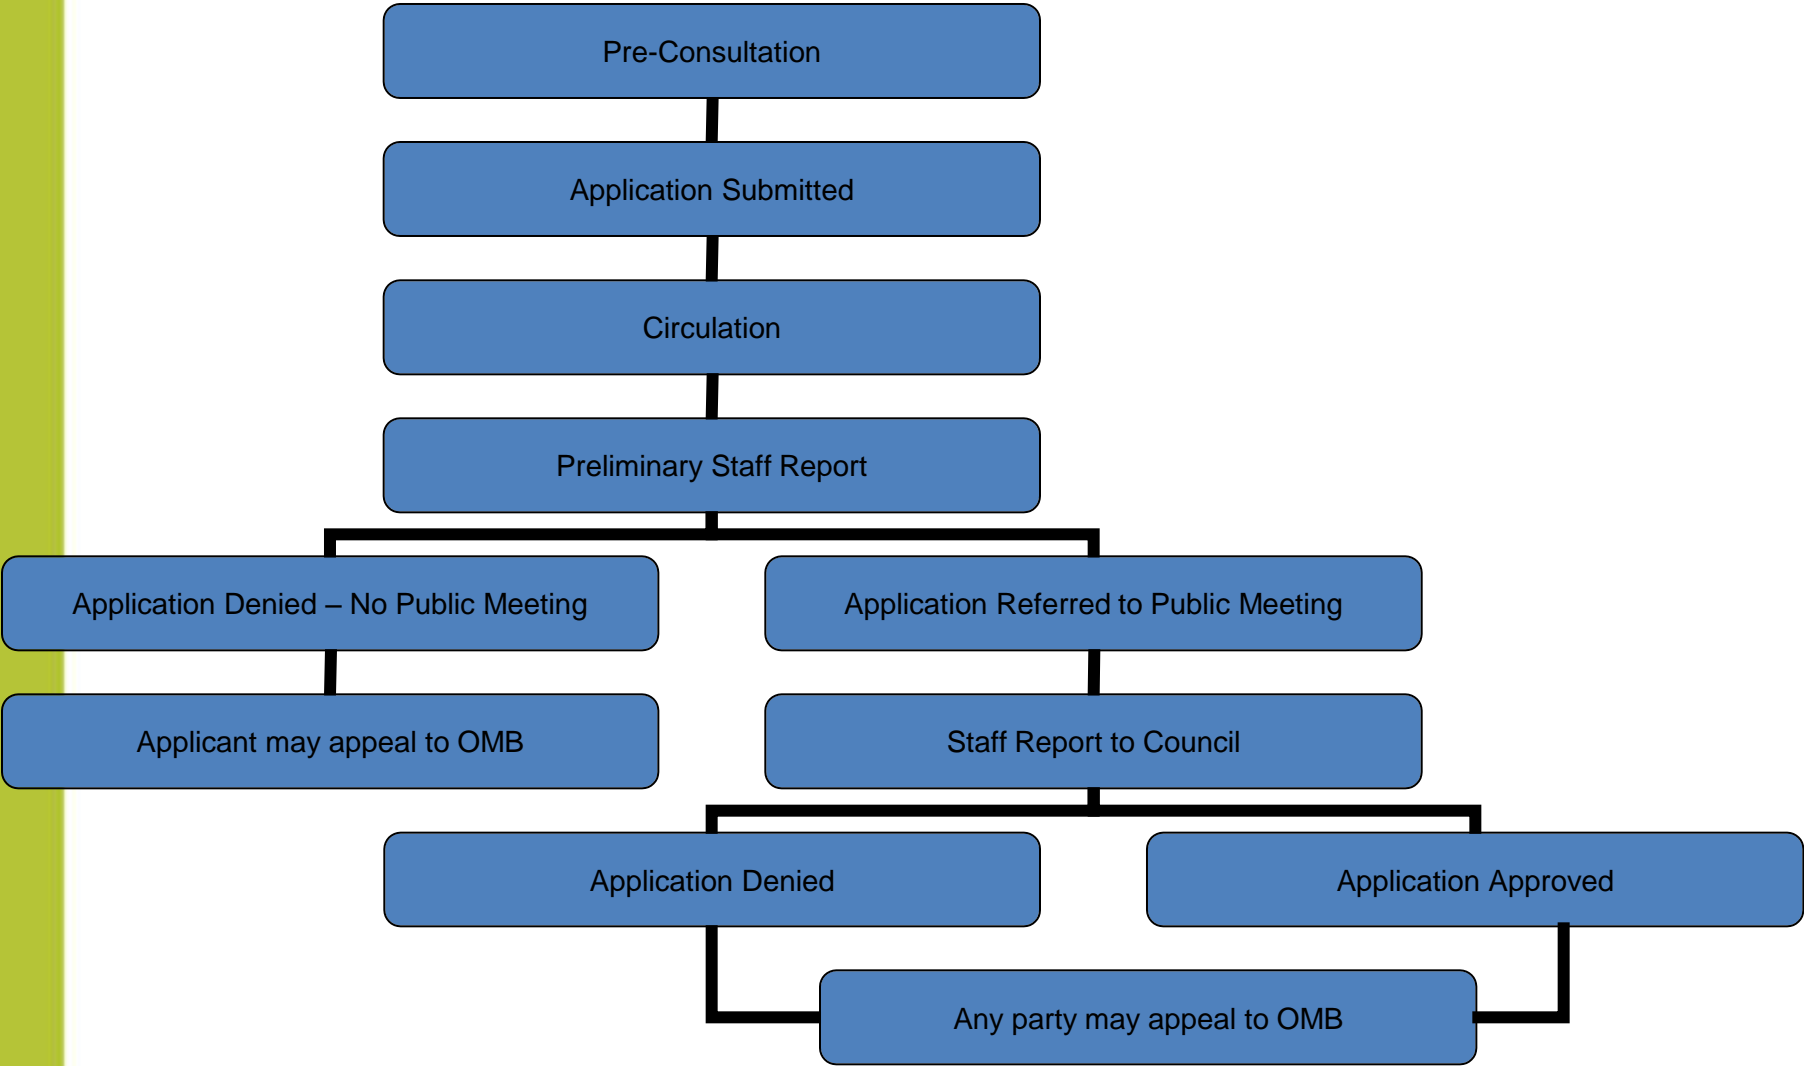 Pre-Consultation
Application Submitted
Circulation
Preliminary Staff Report
Application Denied – No Public Meeting
Application Referred to Public Meeting
Applicant may appeal to OMB
Staff Report to Council
Application Denied
Application Approved
Any party may appeal to OMB